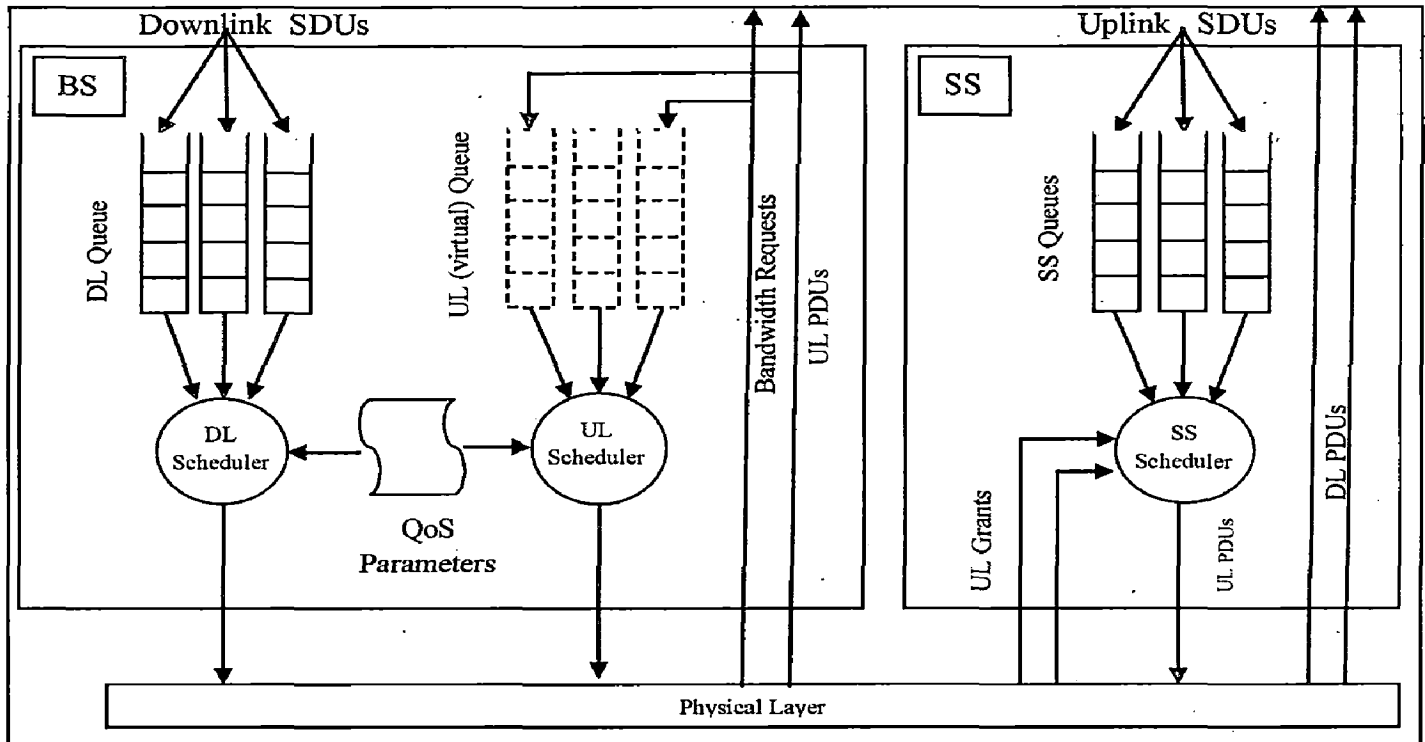 Downlink SDUs
Uplink SDUs
BS
SS
DL Queue
UL (virtual) Queue
Bandwidth Requests
UL PDUs
SS Queues
DL Scheduler
UL Scheduler
QoS
Parameters
SS
Scheduler
UL Grants
UL PDUs
DL PDUs
Physical Layer